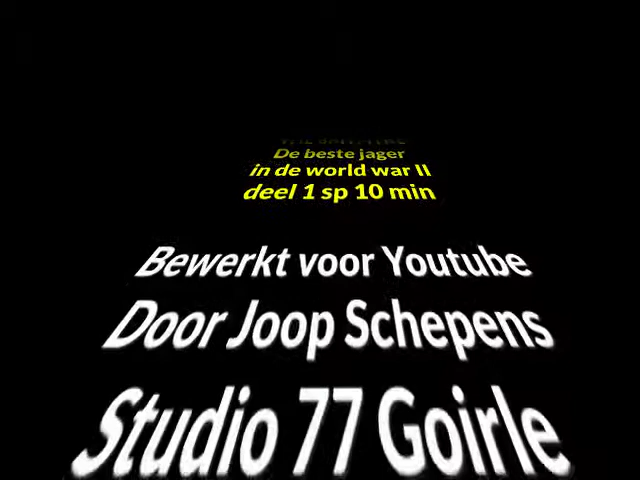 De beste jager
in de world war II
deel 1 sp 10 min
Bewerkt voor Youtube
Door Joop Schepens
Studio 77 Goirle